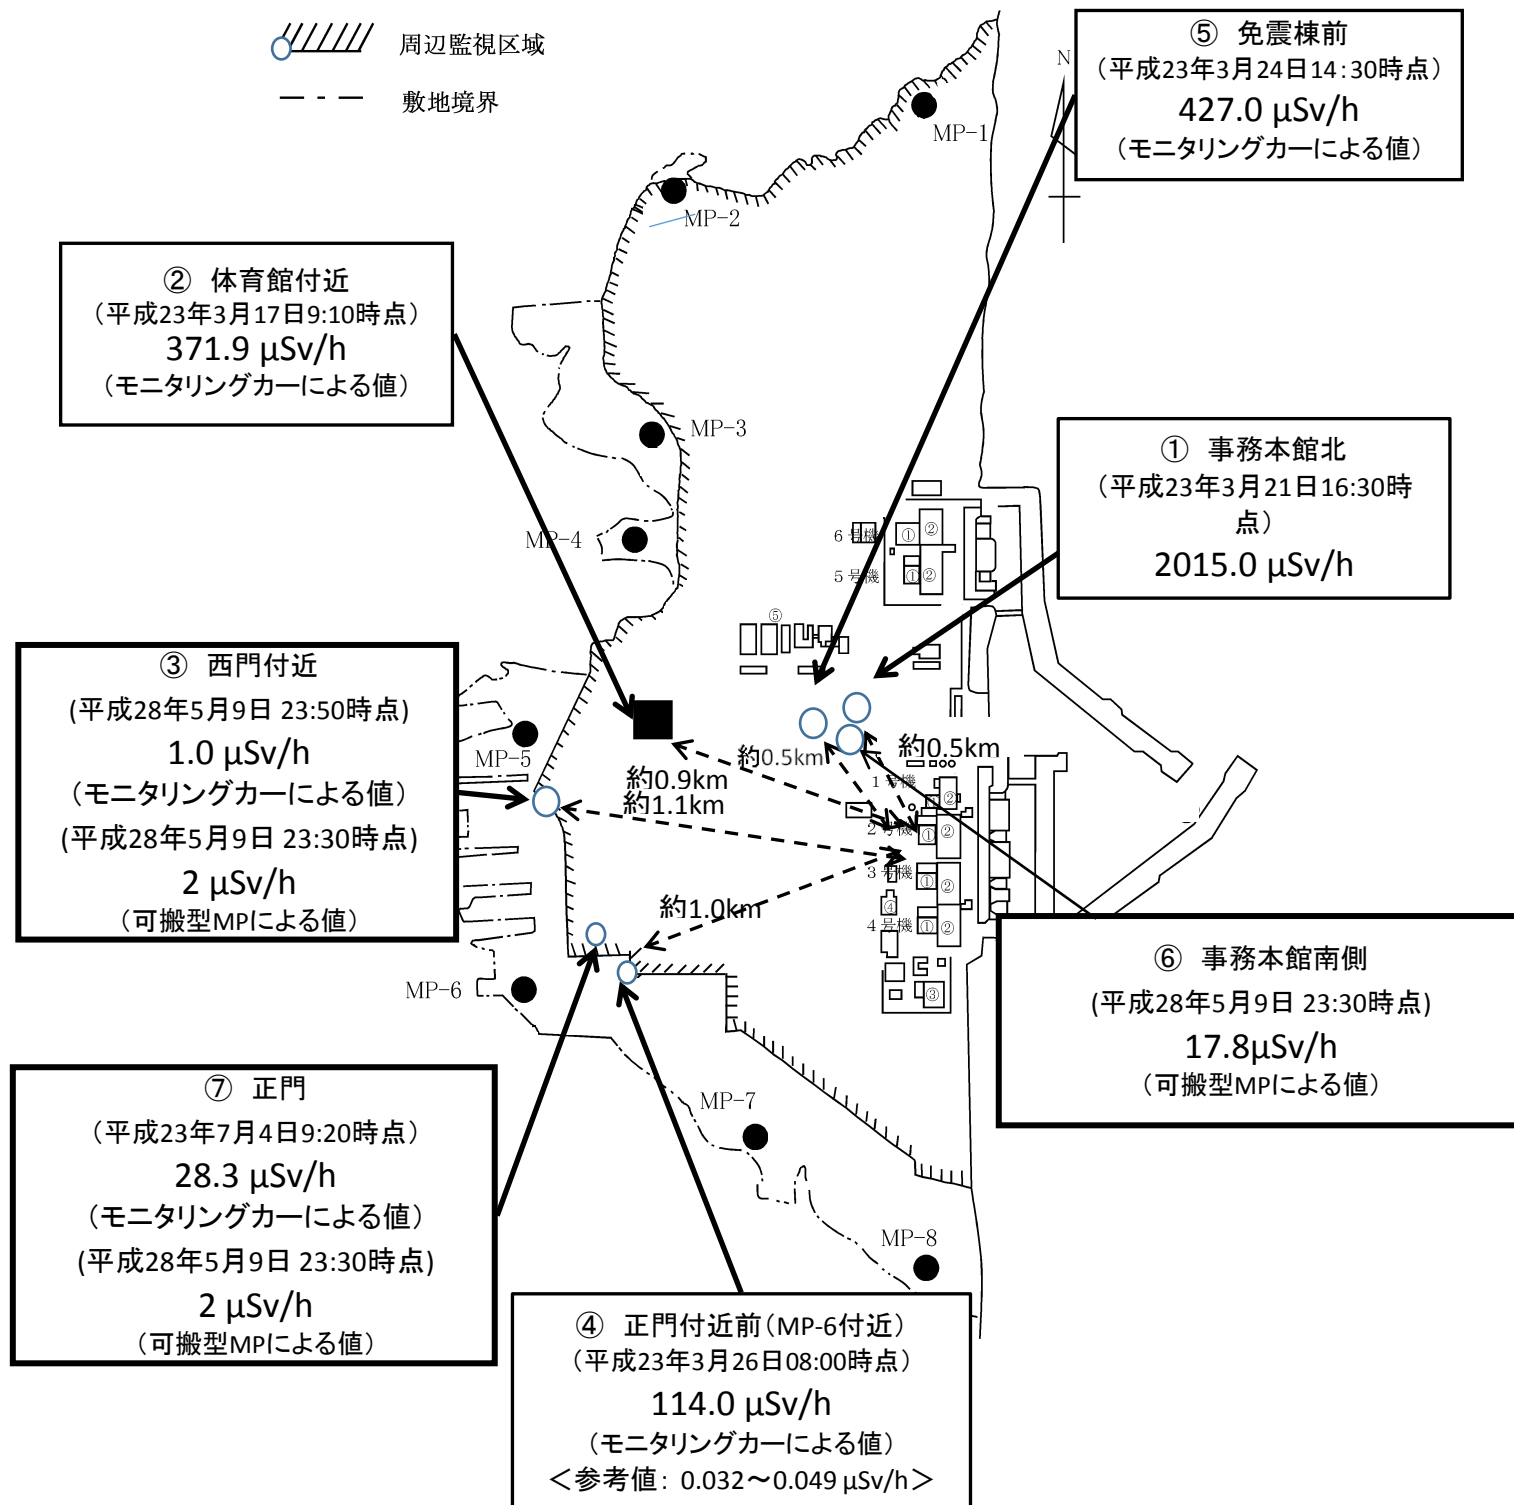 周辺監視区域
敷地境界
N
⑤ 免震棟前
（平成23年3月24日14:30時点）
427.0 μSv/h
（モニタリングカーによる値）
MP-1
MP-2
② 体育館付近
（平成23年3月17日9:10時点）
371.9 μSv/h
（モニタリングカーによる値）
MP-3
① 事務本館北
（平成23年3月21日16:30時
点）
2015.0 μSv/h
MP-4
6号機
①
②
5号機
①
②
⑤
③ 西門付近
(平成28年5月9日 23:50時点)
1.0 μSv/h
（モニタリングカーによる値）
(平成28年5月9日 23:30時点)
2 μSv/h
（可搬型MPによる値）
MP-5
約0.5km
約0.5km
約0.9km
約1.1km
1号機
①
②
2号機
①
②
3号機
①
②
④
4号機
①
②
約1.0km
③
MP-6
⑥ 事務本館南側
(平成28年5月9日 23:30時点)
17.8μSv/h
（可搬型MPによる値）
⑦ 正門
（平成23年7月4日9:20時点）
28.3 μSv/h
（モニタリングカーによる値）
(平成28年5月9日 23:30時点)
2 μSv/h
（可搬型MPによる値）
MP-7
MP-8
④ 正門付近前（MP-6付近）
（平成23年3月26日08:00時点）
114.0 μSv/h
（モニタリングカーによる値）
＜参考値: 0.032～0.049 μSv/h＞